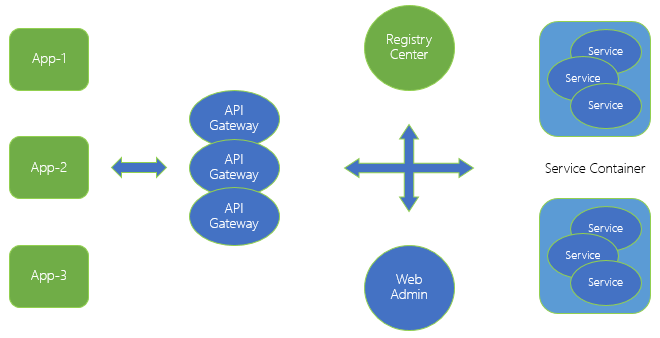 App-1
App-2
App-3
API
Gateway
API
Gateway
API
Gateway
Registry
Center
Web
Admin
Service
Service
Service
Service Container
Service
Service
Service